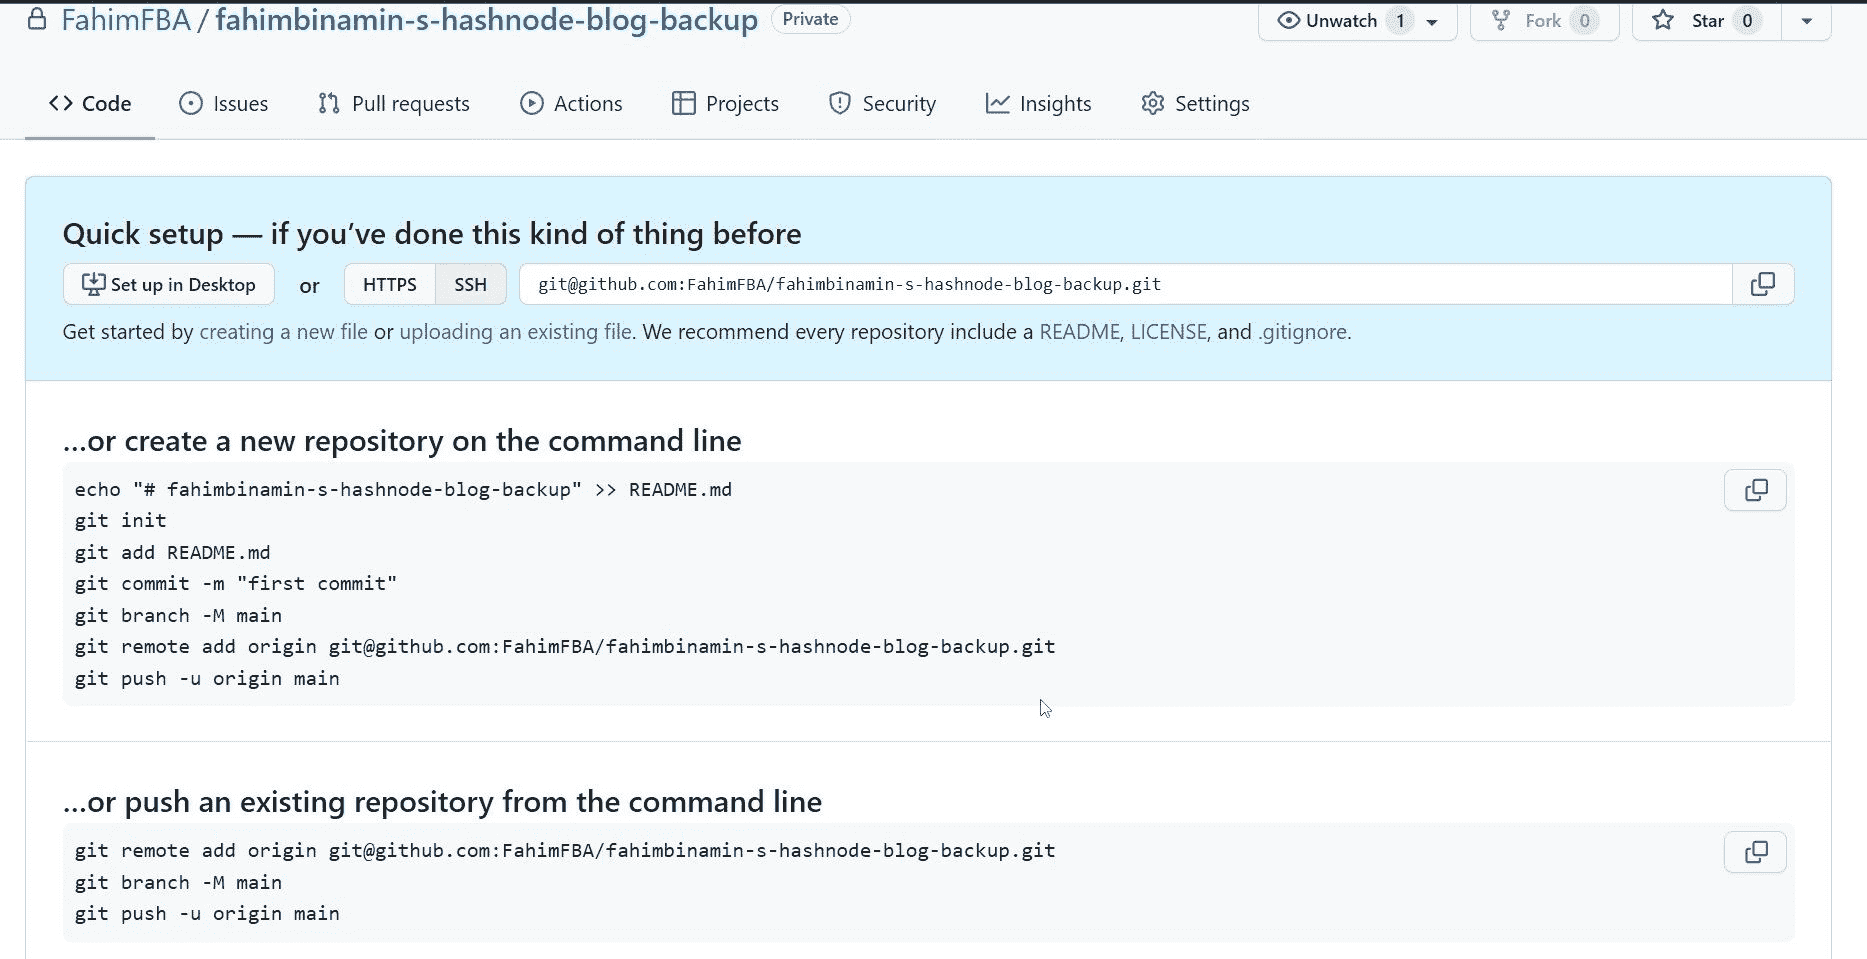 FahimFBA / fahimbinamin-s-hashnode-blog-backup Private Unwatch 1 Fork 0 Star 0
Code Issues Pull requests Actions Projects Security Insights Settings
Quick setup — if you’ve done this kind of thing before
Set up in Desktop or HTTPS SSH git@github.com:FahimFBA/fahimbinamin-s-hashnode-blog-backup.git
Get started by creating a new file or uploading an existing file. We recommend every repository include a README, LICENSE, and .gitignore.
…or create a new repository on the command line
echo "# fahimbinamin-s-hashnode-blog-backup" >> README.md
git init
git add README.md
git commit -m "first commit"
git branch -M main
git remote add origin git@github.com:FahimFBA/fahimbinamin-s-hashnode-blog-backup.git
git push -u origin main
…or push an existing repository from the command line
git remote add origin git@github.com:FahimFBA/fahimbinamin-s-hashnode-blog-backup.git
git branch -M main
git push -u origin main